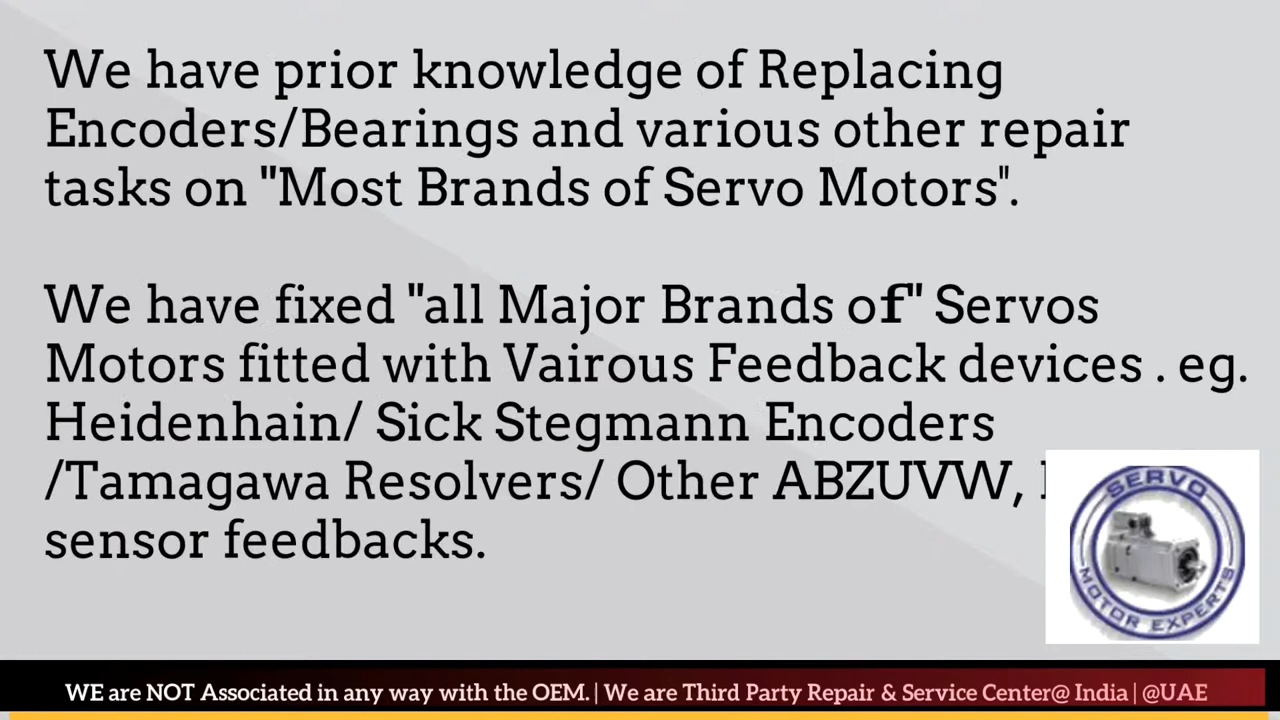 We have prior knowledge of Replacing
Encoders/Bearings and various other repair
tasks on "Most Brands of Servo Motors".
We have fixed "all Major Brands of" Servos
Motors fitted with Vairous Feedback devices . eg.
Heidenhain/ Sick Stegmann Encoders
/Tamagawa Resolvers/ Other ABZUVW,
sensor feedbacks.
SERVO
MOTOR EXPERTS
WE are NOT Associated in any way with the OEM. | We are Third Party Repair & Service Center@ India | @UAE